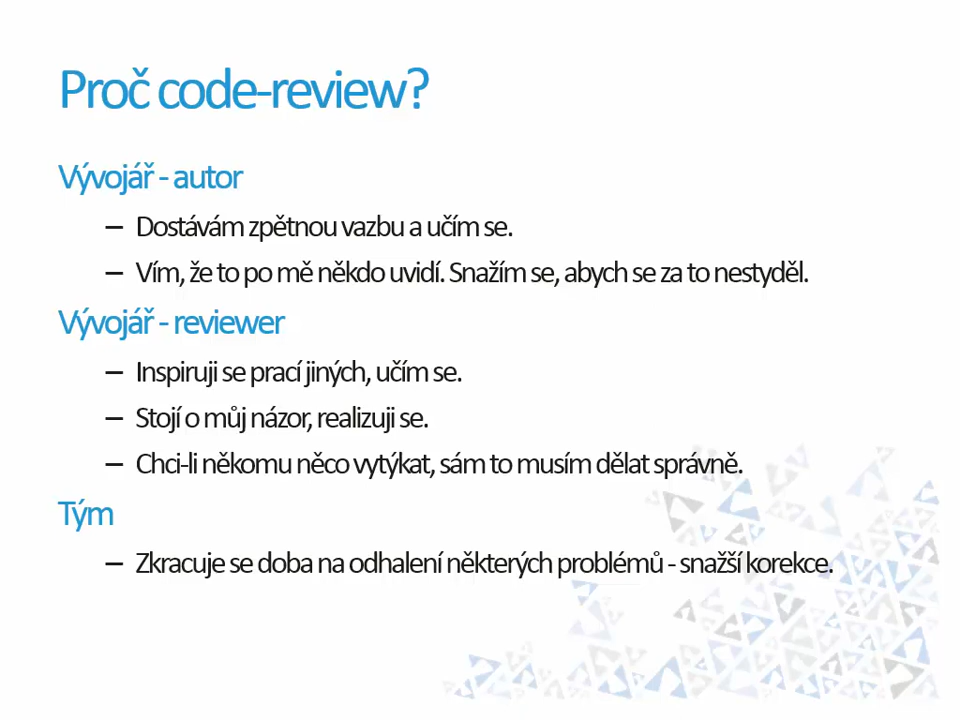 Proč code-review?
Vývojář - autor
– Dostávám zpětnou vazbu a učím se.
– Vím, že to po mě někdo uvidí. Snažím se, abych se za to nestyděl.
Vývojář - reviewer
– Inspiruji se prací jiných, učím se.
– Stojí o můj názor, realizuji se.
– Chci-li někomu něco vytýkat, sám to musím dělat správně.
Tým
– Zkracuje se doba na odhalení některých problémů - snažší korekce.